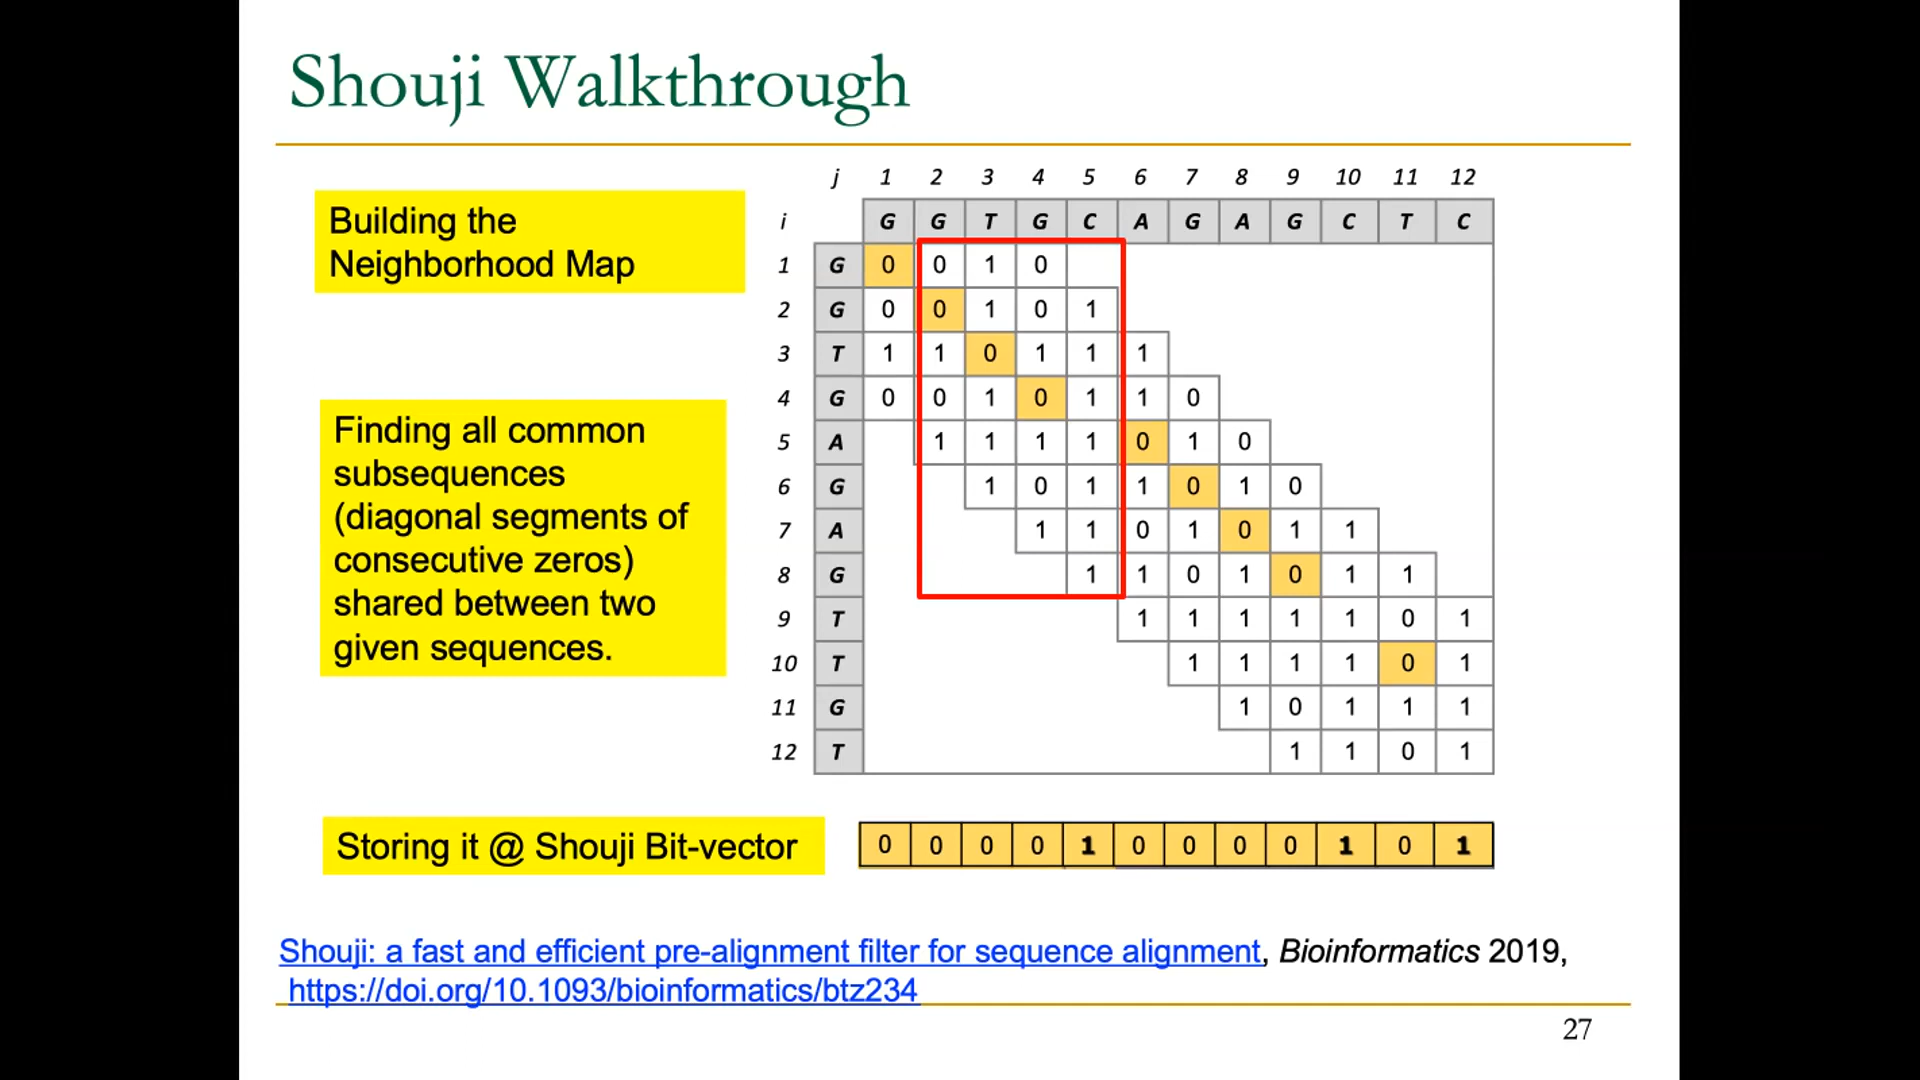 Shouji Walkthrough
Building the
Neighborhood Map
Finding all common
subsequences
(diagonal segments of
consecutive zeros)
shared between two
given sequences.
j 1 2 3 4 5 6 7 8 9 10 11 12
i G G T G C A G A G C T C
1 G 0 0 1 0
2 G 0 0 1 0 1
3 T 1 1 0 1 1 1
4 G 0 0 1 0 1 1 0
5 A 1 1 1 1 0 1 0
6 G 1 0 1 1 0 1 0
7 A 1 1 0 1 0 1 1
8 G 1 1 0 1 0 1 1
9 T 1 1 1 1 1 0 1
10 T 1 1 1 1 0 1
11 G 1 0 1 1 1
12 T 1 1 0 1
Storing it @ Shouji Bit-vector
0 0 0 0 1 0 0 0 0 1 0 1
Shouji: a fast and efficient pre-alignment filter for sequence alignment, Bioinformatics 2019,
https://doi.org/10.1093/bioinformatics/btz234
27